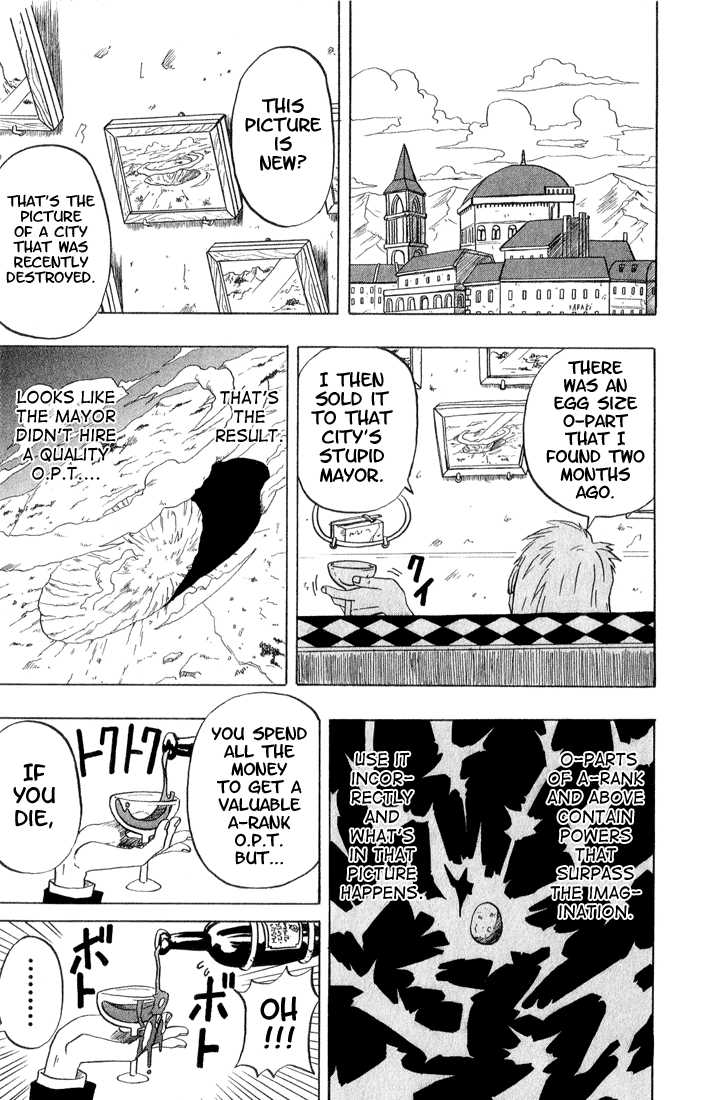 THIS
PICTURE
IS
NEW?
THAT'S THE
PICTURE
OF A CITY
THAT WAS
RECENTLY
DESTROYED.
THERE
WAS AN
EGG SIZE
O-PART
THAT I
FOUND TWO
MONTHS
AGO.
I THEN
SOLD IT
TO THAT
CITY'S
STUPID
MAYOR.
クイ
THAT'S
THE
RESULT.
LOOKS LIKE
THE MAYOR
DIDN'T HIRE
A QUALITY
O.P.T....
O-PARTS
OF A-RANK
AND ABOVE
CONTAIN
POWERS
THAT
SURPASS
THE IMAG-
INATION.
USE IT
INCOR-
RECTLY
AND
WHAT'S
IN THAT
PICTURE
HAPPENS.
YOU SPEND
ALL THE
MONEY
TO GET A
VALUABLE
A-RANK
O.P.T.
BUT...
トクトク
IF
YOU
DIE,
OH
!!!
ボト
ボト
........